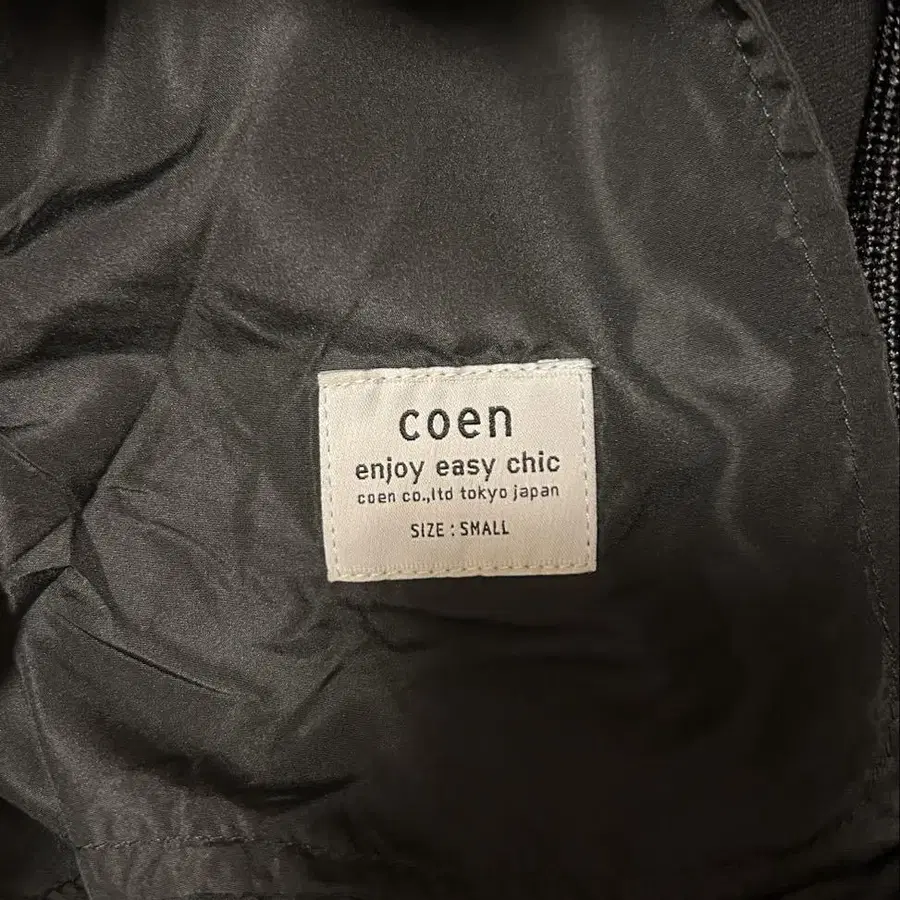 coen
enjoy easy chic
coen co.,ltd tokyo japan
SIZE : SMALL